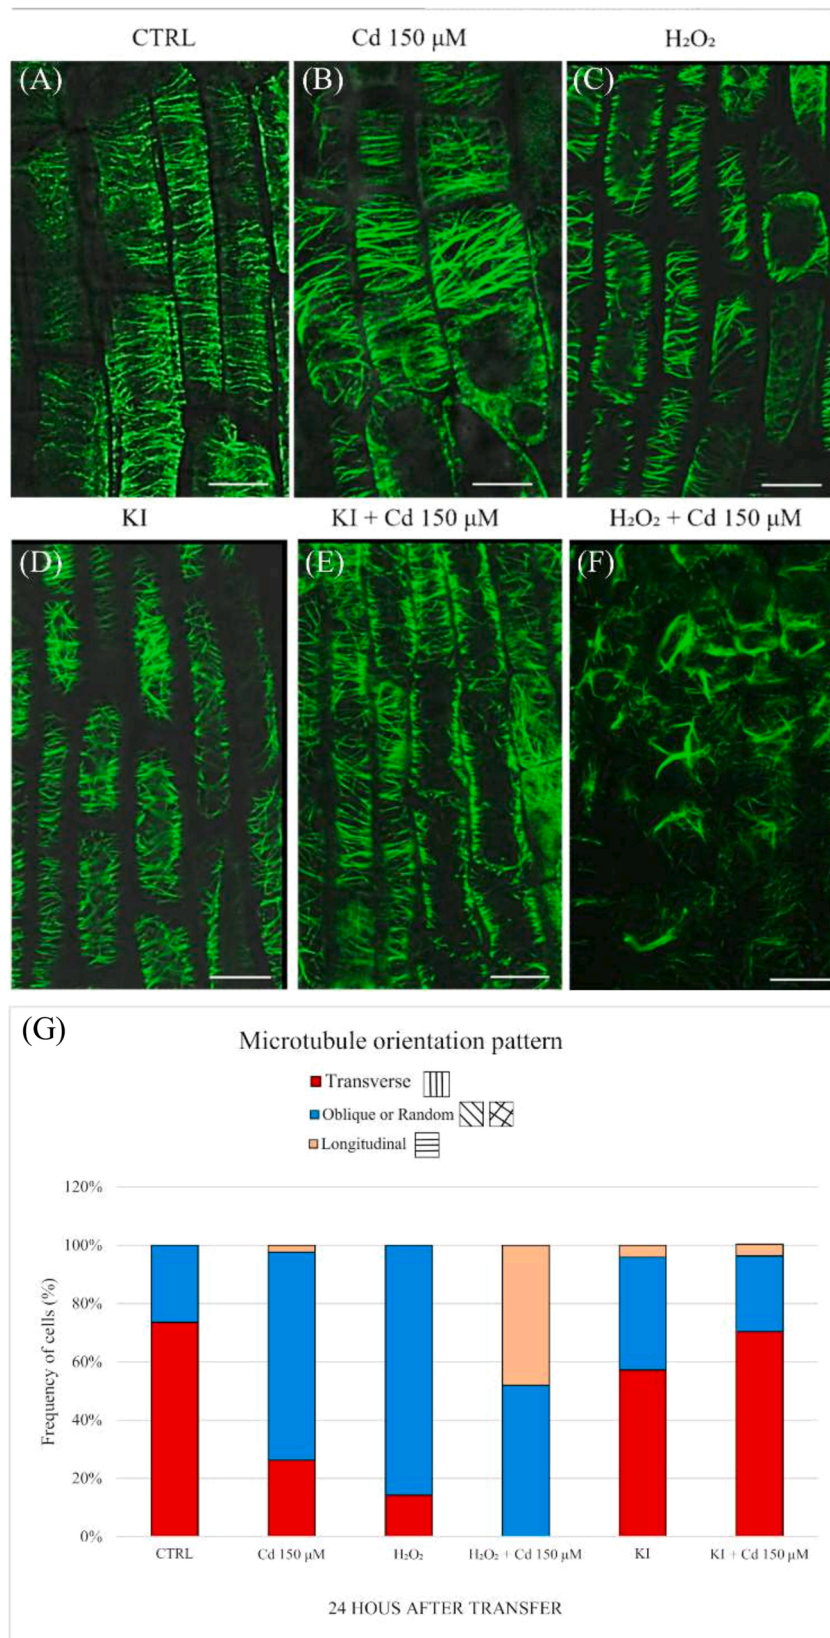 CTRL Cd 150 μM H₂O₂
(A) (B) (C)
KI KI + Cd 150 μM H₂O₂ + Cd 150 μM
(D) (E) (F)
(G)
Microtubule orientation pattern
Transverse
Oblique or Random
Longitudinal
120%
100%
80%
60%
40%
20%
0%
Frequency of cells (%)
CTRL Cd 150 μM H₂O₂ H₂O₂ + Cd 150 μM KI KI + Cd 150 μM
24 HOUS AFTER TRANSFER